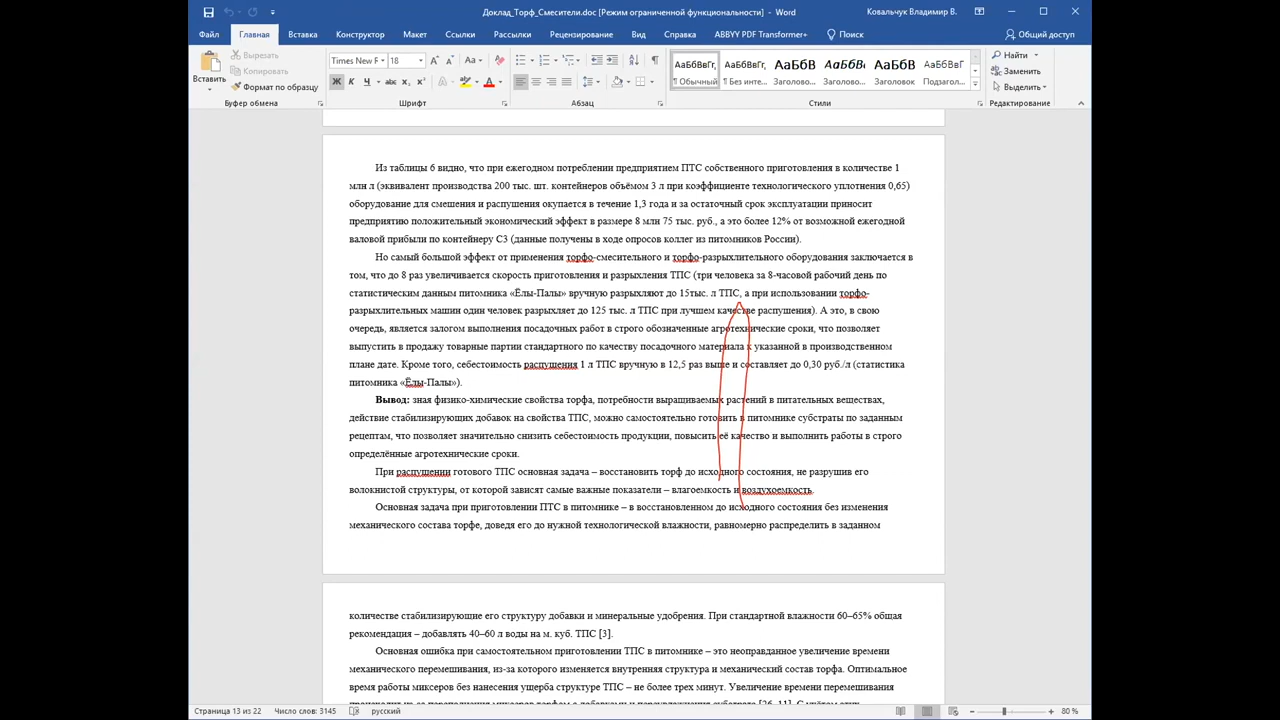 Доклад_Торф_Смесители.doc [Режим ограниченной функциональности] - Word
Ковальчук Владимир В.
Файл Главная Вставка Конструктор Макет Ссылки Рассылки Рецензирование Вид Справка ABBYY PDF Transformer+ Поиск Общий доступ
Вставить
Вырезать
Копировать
Формат по образцу
Буфер обмена
Times New F 18
Ж К Ч abc x₂ x²
Шрифт
Абзац
АаБбВвГг, АаБбВвГг, АаБбВ АаБбВ АаБбВ АаБбВвГ
¶ Обычный ¶ Без инте... Заголово... Заголово... Заголовок Подзагол...
Стили
Найти
Заменить
Выделить
Редактирование
Из таблицы 6 видно, что при ежегодном потреблении предприятием ПТС собственного приготовления в количестве 1
млн л (эквивалент производства 200 тыс. шт. контейнеров объёмом 3 л при коэффициенте технологического уплотнения 0,65)
оборудование для смешения и распушения окупается в течение 1,3 года и за остаточный срок эксплуатации приносит
предприятию положительный экономический эффект в размере 8 млн 75 тыс. руб., а это более 12% от возможной ежегодной
валовой прибыли по контейнеру С3 (данные получены в ходе опросов коллег из питомников России).
Но самый большой эффект от применения торфо-смесительного и торфо-разрыхлительного оборудования заключается в
том, что до 8 раз увеличивается скорость приготовления и разрыхления ТПС (три человека за 8-часовой рабочий день по
статистическим данным питомника «Ёлы-Палы» вручную разрыхляют до 15тыс. л ТПС, а при использовании торфо-
разрыхлительных машин один человек разрыхляет до 125 тыс. л ТПС при лучшем качестве распушения). А это, в свою
очередь, является залогом выполнения посадочных работ в строго обозначенные агротехнические сроки, что позволяет
выпустить в продажу товарные партии стандартного по качеству посадочного материала к указанной в производственном
плане дате. Кроме того, себестоимость распушения 1 л ТПС вручную в 12,5 раз выше и составляет до 0,30 руб./л (статистика
питомника «Ёлы-Палы»).
Вывод: зная физико-химические свойства торфа, потребности выращиваемых растений в питательных веществах,
действие стабилизирующих добавок на свойства ТПС, можно самостоятельно готовить в питомнике субстраты по заданным
рецептам, что позволяет значительно снизить себестоимость продукции, повысить её качество и выполнить работы в строго
определённые агротехнические сроки.
При распушении готового ТПС основная задача – восстановить торф до исходного состояния, не разрушив его
волокнистой структуры, от которой зависят самые важные показатели – влагоемкость и воздухоемкость.
Основная задача при приготовлении ПТС в питомнике – в восстановленном до исходного состояния без изменения
механического состава торфе, доведя его до нужной технологической влажности, равномерно распределить в заданном
количестве стабилизирующие его структуру добавки и минеральные удобрения. При стандартной влажности 60–65% общая
рекомендация – добавлять 40–60 л воды на м. куб. ТПС [3].
Основная ошибка при самостоятельном приготовлении ТПС в питомнике – это неоправданное увеличение времени
механического перемешивания, из-за которого изменяется внутренняя структура и механический состав торфа. Оптимальное
время работы миксеров без нанесения ущерба структуре ТПС – не более трех минут. Увеличение времени перемешивания
Страница 13 из 22 Число слов: 3145 русский 80 %